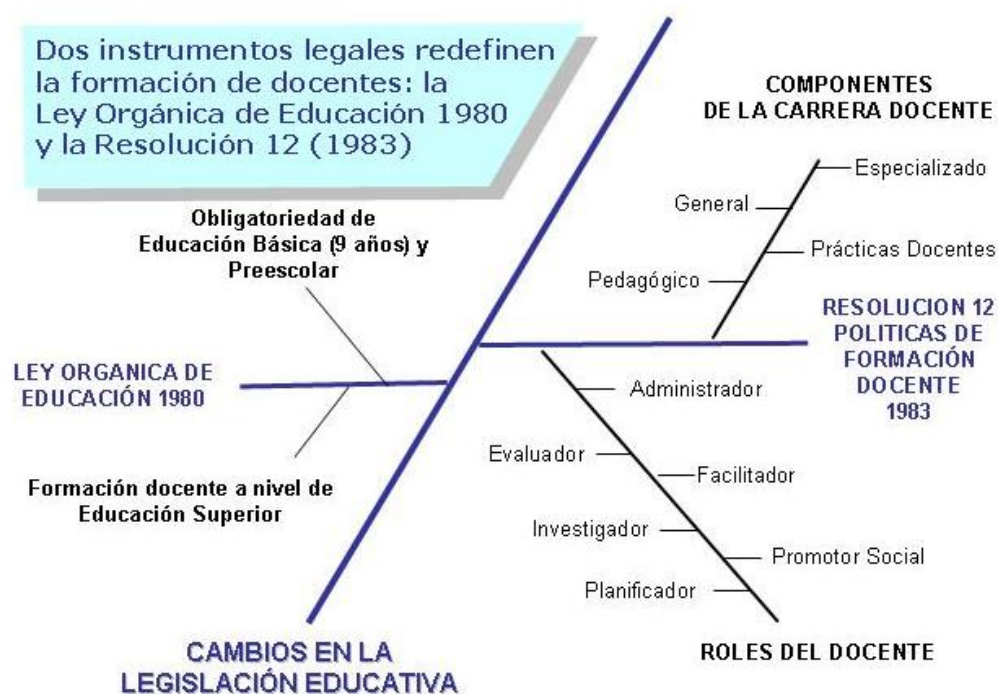 Dos instrumentos legales redefinen
la formación de docentes: la
Ley Orgánica de Educación 1980
y la Resolución 12 (1983)
COMPONENTES
DE LA CARRERA DOCENTE
Especializado
General
Prácticas Docentes
Pedagógico
Obligatoriedad de
Educación Básica (9 años) y
Preescolar
RESOLUCION 12
POLITICAS DE
FORMACIÓN
DOCENTE
1983
LEY ORGANICA DE
EDUCACIÓN 1980
Formación docente a nivel de
Educación Superior
Administrador
Evaluador
Facilitador
Investigador
Promotor Social
Planificador
ROLES DEL DOCENTE
CAMBIOS EN LA
LEGISLACIÓN EDUCATIVA